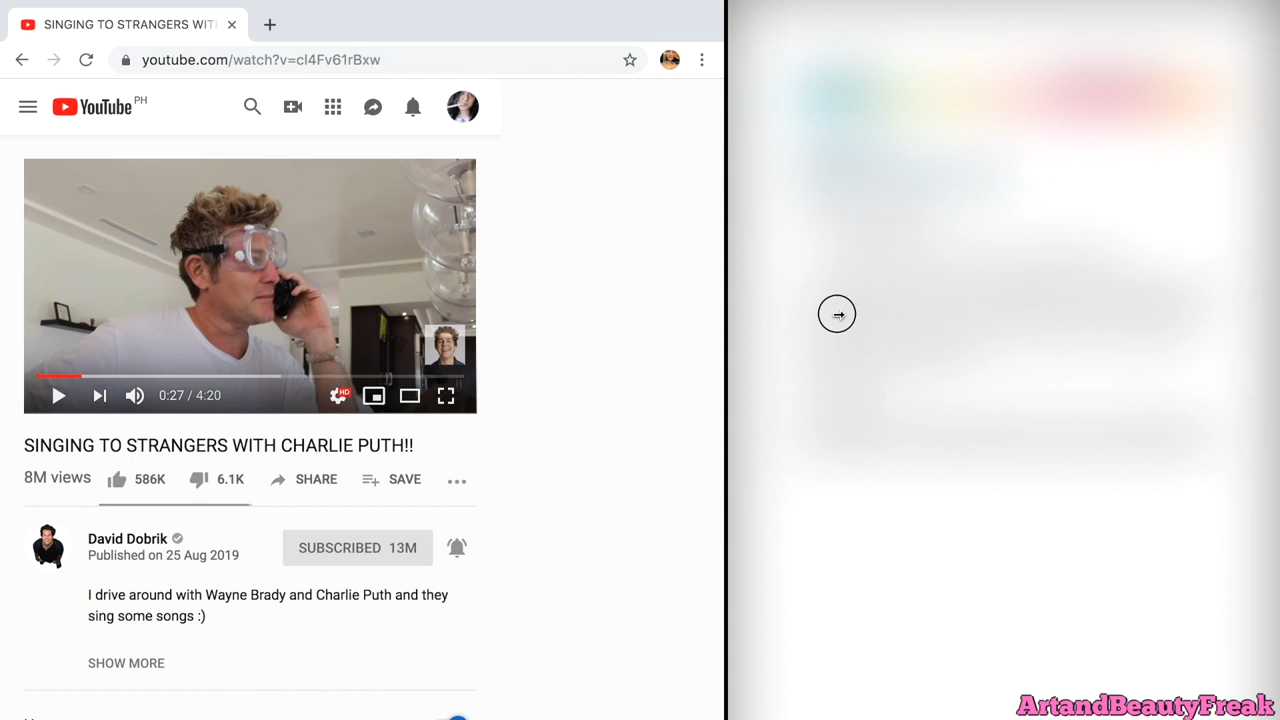 SINGING TO STRANGERS WITH
youtube.com/watch?v=cl4Fv61rBxw
YouTube PH
HD
0:27 / 4:20
SINGING TO STRANGERS WITH CHARLIE PUTH!!
8M views 586K 6.1K SHARE SAVE
David Dobrik
Published on 25 Aug 2019
SUBSCRIBED 13M
I drive around with Wayne Brady and Charlie Puth and they
sing some songs :)
SHOW MORE
ArtandBeautyFreak